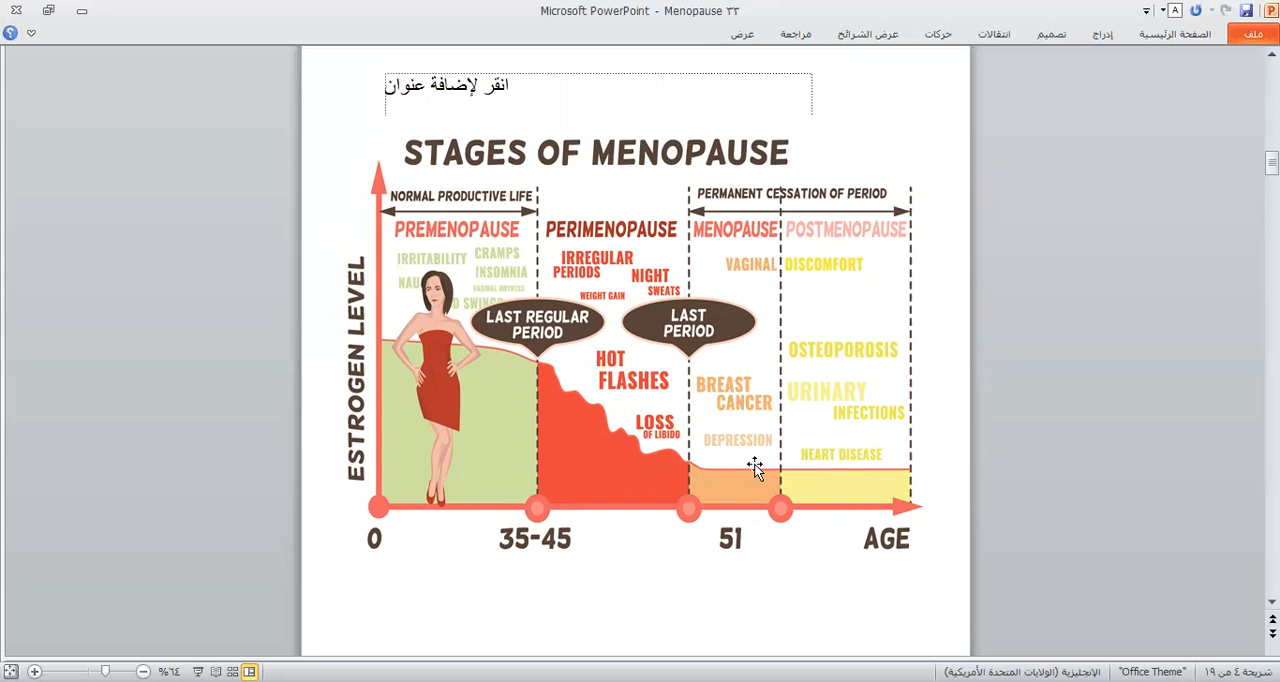 Microsoft PowerPoint - Menopause ٣٣
ملف
الصفحة الرئيسية
إدراج
تصميم
انتقالات
حركات
عرض الشرائح
مراجعة
عرض
انقر لإضافة عنوان
STAGES OF MENOPAUSE
NORMAL PRODUCTIVE LIFE
PERMANENT CESSATION OF PERIOD
PREMENOPAUSE
PERIMENOPAUSE
MENOPAUSE
POSTMENOPAUSE
IRRITABILITY
CRAMPS
INSOMNIA
NAU
VAGINAL DRYNESS
D SWING
IRREGULAR
PERIODS
NIGHT
SWEATS
WEIGHT GAIN
VAGINAL DISCOMFORT
LAST REGULAR
PERIOD
LAST
PERIOD
HOT
FLASHES
LOSS
OF LIBIDO
BREAST
CANCER
DEPRESSION
OSTEOPOROSIS
URINARY
INFECTIONS
HEART DISEASE
ESTROGEN LEVEL
0
35-45
51
AGE
شريحة ٤ من ١٩
"Office Theme"
الإنجليزية (الولايات المتحدة الأمريكية)
٦٤%